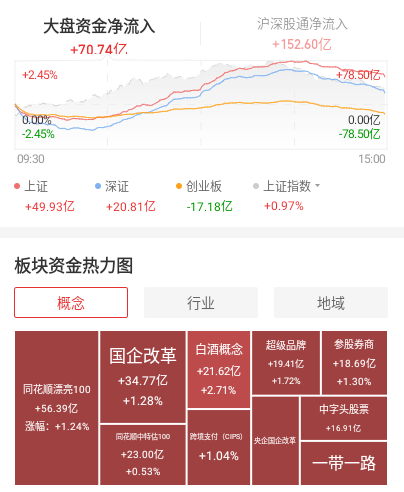 大盘资金净流入
沪深股通净流入
+70.74亿
+152.60亿
+2.45%
+78.50亿
0.00%
0.00亿
-2.45%
-78.50亿
09:30
15:00
上证
深证
创业板
上证指数
+49.93亿
+20.81亿
-17.18亿
+0.97%
板块资金热力图
概念
行业
地域
同花顺漂亮100
+56.39亿
涨幅：+1.24%
国企改革
+34.77亿
+1.28%
同花顺中特估100
+23.00亿
+0.53%
白酒概念
+21.62亿
+2.71%
跨境支付（CIPS）
+1.04%
超级品牌
+19.41亿
+1.72%
参股券商
+18.69亿
+1.30%
央企国企改革
中字头股票
+16.91亿
一带一路